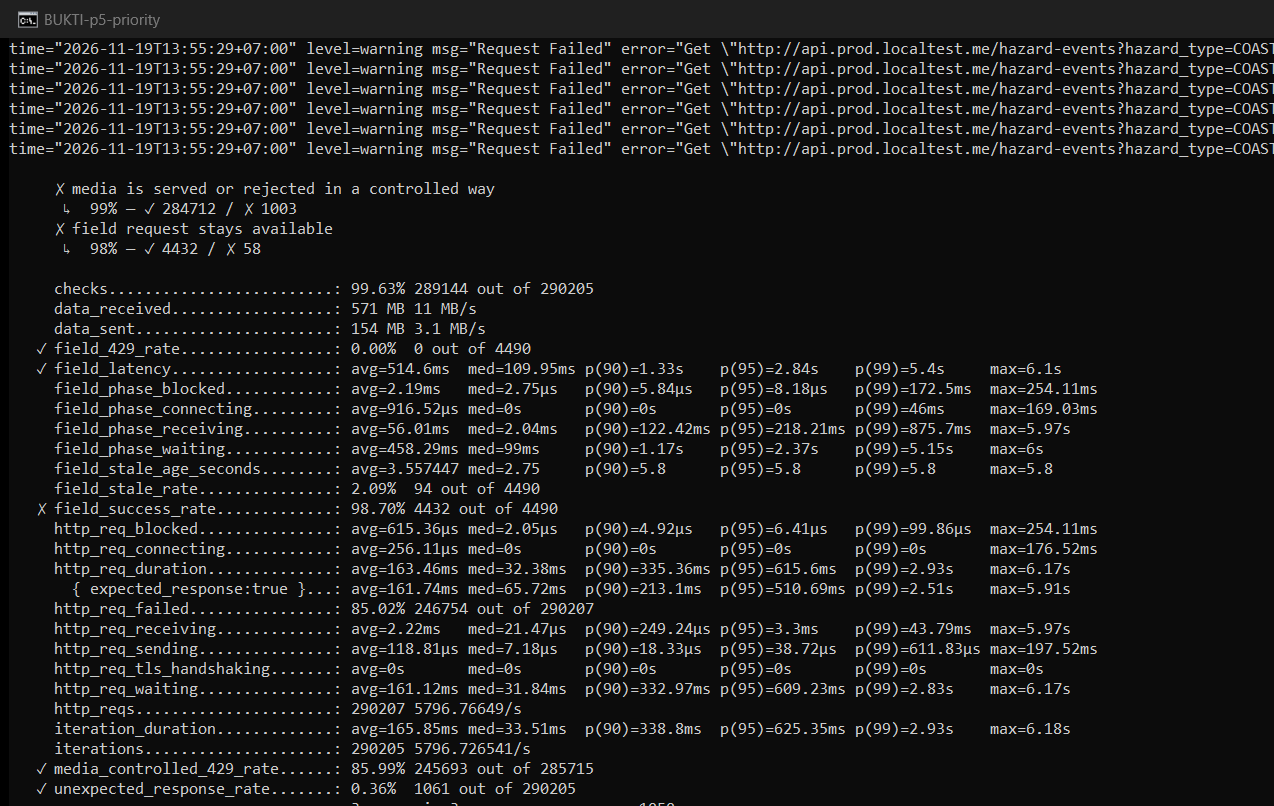 BUKTI-p5-priority
time="2026-11-19T13:55:29+07:00" level=warning msg="Request Failed" error="Get \"http://api.prod.localtest.me/hazard-events?hazard_type=COAST
time="2026-11-19T13:55:29+07:00" level=warning msg="Request Failed" error="Get \"http://api.prod.localtest.me/hazard-events?hazard_type=COAST
time="2026-11-19T13:55:29+07:00" level=warning msg="Request Failed" error="Get \"http://api.prod.localtest.me/hazard-events?hazard_type=COAST
time="2026-11-19T13:55:29+07:00" level=warning msg="Request Failed" error="Get \"http://api.prod.localtest.me/hazard-events?hazard_type=COAST
time="2026-11-19T13:55:29+07:00" level=warning msg="Request Failed" error="Get \"http://api.prod.localtest.me/hazard-events?hazard_type=COAST
time="2026-11-19T13:55:29+07:00" level=warning msg="Request Failed" error="Get \"http://api.prod.localtest.me/hazard-events?hazard_type=COAST
✗ media is served or rejected in a controlled way
↳  99% — ✓ 284712 / ✗ 1003
✗ field request stays available
↳  98% — ✓ 4432 / ✗ 58
checks.........................: 99.63% 289144 out of 290205
data_received..................: 571 MB 11 MB/s
data_sent......................: 154 MB 3.1 MB/s
✓ field_429_rate.................: 0.00%  0 out of 4490
✓ field_latency..................: avg=514.6ms  med=109.95ms p(90)=1.33s    p(95)=2.84s    p(99)=5.4s     max=6.1s
field_phase_blocked............: avg=2.19ms   med=2.75µs   p(90)=5.84µs   p(95)=8.18µs   p(99)=172.5ms  max=254.11ms
field_phase_connecting.........: avg=916.52µs med=0s       p(90)=0s       p(95)=0s       p(99)=46ms     max=169.03ms
field_phase_receiving..........: avg=56.01ms  med=2.04ms   p(90)=122.42ms p(95)=218.21ms p(99)=875.7ms  max=5.97s
field_phase_waiting............: avg=458.29ms med=99ms     p(90)=1.17s    p(95)=2.37s    p(99)=5.15s    max=6s
field_stale_age_seconds........: avg=3.557447 med=2.75     p(90)=5.8      p(95)=5.8      p(99)=5.8      max=5.8
field_stale_rate...............: 2.09%  94 out of 4490
✗ field_success_rate.............: 98.70% 4432 out of 4490
http_req_blocked...............: avg=615.36µs med=2.05µs   p(90)=4.92µs   p(95)=6.41µs   p(99)=99.86µs  max=254.11ms
http_req_connecting............: avg=256.11µs med=0s       p(90)=0s       p(95)=0s       p(99)=0s       max=176.52ms
http_req_duration..............: avg=163.46ms med=32.38ms  p(90)=335.36ms p(95)=615.6ms  p(99)=2.93s    max=6.17s
{ expected_response:true }...: avg=161.74ms med=65.72ms  p(90)=213.1ms  p(95)=510.69ms p(99)=2.51s    max=5.91s
http_req_failed................: 85.02% 246754 out of 290207
http_req_receiving.............: avg=2.22ms   med=21.47µs  p(90)=249.24µs p(95)=3.3ms    p(99)=43.79ms  max=5.97s
http_req_sending...............: avg=118.81µs med=7.18µs   p(90)=18.33µs  p(95)=38.72µs  p(99)=611.83µs max=197.52ms
http_req_tls_handshaking.......: avg=0s       med=0s       p(90)=0s       p(95)=0s       p(99)=0s       max=0s
http_req_waiting...............: avg=161.12ms med=31.84ms  p(90)=332.97ms p(95)=609.23ms p(99)=2.83s    max=6.17s
http_reqs......................: 290207 5796.76649/s
iteration_duration.............: avg=165.85ms med=33.51ms  p(90)=338.8ms  p(95)=625.35ms p(99)=2.93s    max=6.18s
iterations.....................: 290205 5796.726541/s
✓ media_controlled_429_rate......: 85.99% 245693 out of 285715
✓ unexpected_response_rate.......: 0.36%  1061 out of 290205